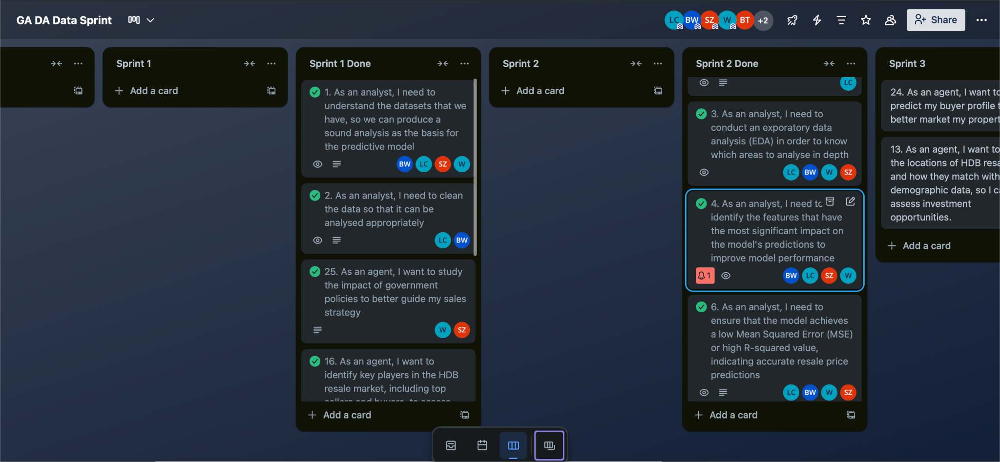 GA DA Data Sprint
LC
BW
SZ
W
BT
+2
Share
Sprint 1
Add a card
Sprint 1 Done
1. As an analyst, I need to
understand the datasets that we
have, so we can produce a
sound analysis as the basis for
the predictive model
BW
LC
SZ
W
2. As an analyst, I need to clean
the data so that it can be
analysed appropriately
LC
BW
25. As an agent, I want to study
the impact of government
policies to better guide my sales
strategy
W
SZ
16. As an agent, I want to
identify key players in the HDB
resale market, including top
sellers and buyers, to assess
Add a card
Sprint 2
Add a card
Sprint 2 Done
LC
3. As an analyst, I need to
conduct an exporatory data
analysis (EDA) in order to know
which areas to analyse in depth
LC
BW
W
SZ
4. As an analyst, I need to
identify the features that have
the most significant impact on
the model's predictions to
improve model performance
1
BW
LC
SZ
W
6. As an analyst, I need to
ensure that the model achieves
a low Mean Squared Error (MSE)
or high R-squared value,
indicating accurate resale price
predictions
LC
BW
W
SZ
Add a card
Sprint 3
24. As an agent, I want to
predict my buyer profile
better market my
13. As an agent, I want to
the locations of HDB
and how they match with
demographic data, so I
assess investment
opportunities.
Add a card